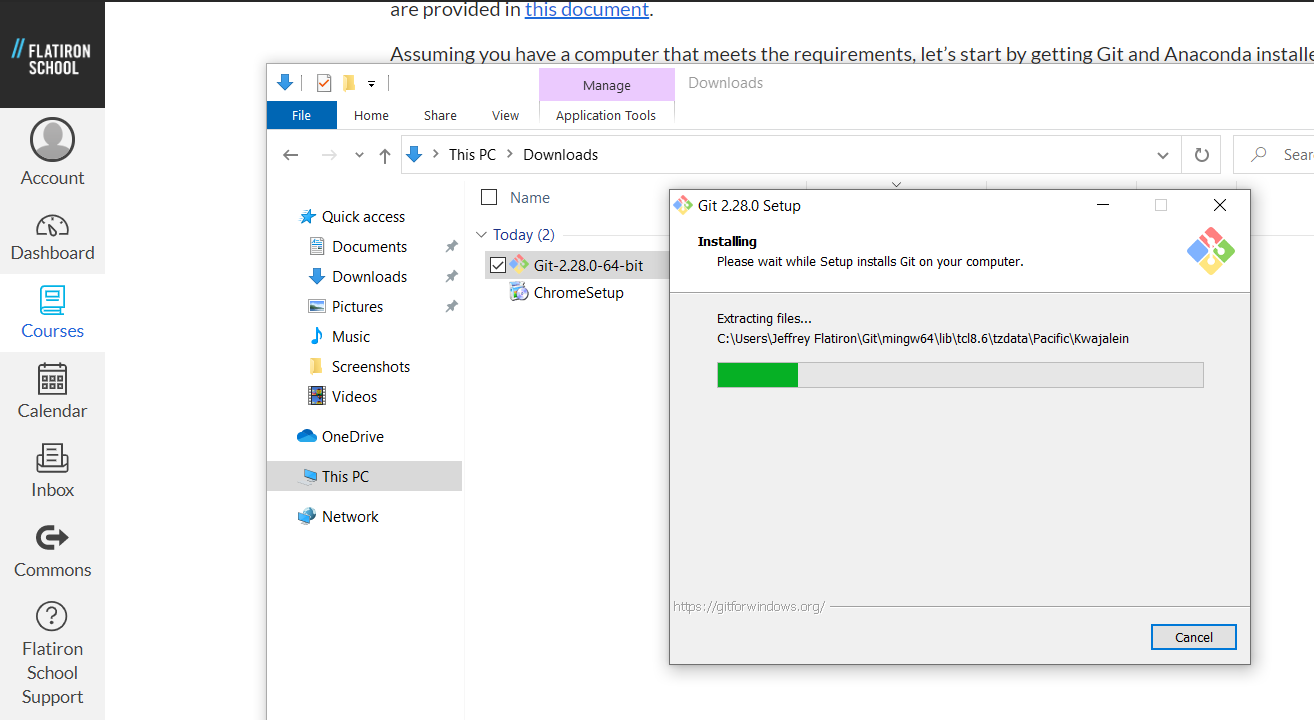 are provided in this document.
Assuming you have a computer that meets the requirements, let's start by getting Git and Anaconda installe
FLATIRON
SCHOOL
Account
Dashboard
Courses
Calendar
Inbox
Commons
Flatiron
School
Support
Manage
Downloads
File
Home
Share
View
Application Tools
This PC
Downloads
Sear
Quick access
Documents
Downloads
Pictures
Music
Screenshots
Videos
OneDrive
This PC
Network
Name
Today (2)
Git-2.28.0-64-bit
ChromeSetup
Git 2.28.0 Setup
Installing
Please wait while Setup installs Git on your computer.
Extracting files...
C:\Users\Jeffrey Flatiron\Git\mingw64\lib\tcl8.6\tzdata\Pacific\Kwajalein
https://gitforwindows.org/
Cancel